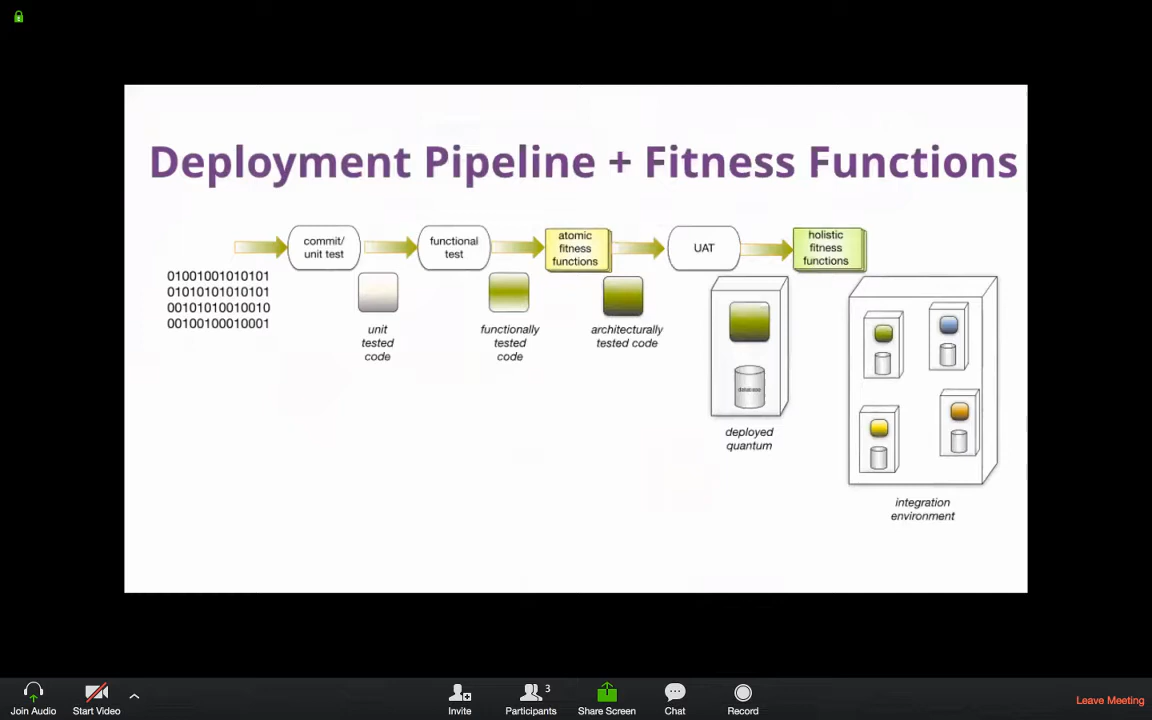 Deployment Pipeline + Fitness Functions
commit/
unit test
functional
test
atomic
fitness
functions
UAT
holistic
fitness
functions
01001001010101
01010101010101
00101010010010
00100100010001
unit
tested
code
functionally
tested
code
architecturally
tested code
database
deployed
quantum
integration
environment
Join Audio
Start Video
Invite
3
Participants
Share Screen
Chat
Record
Leave Meeting